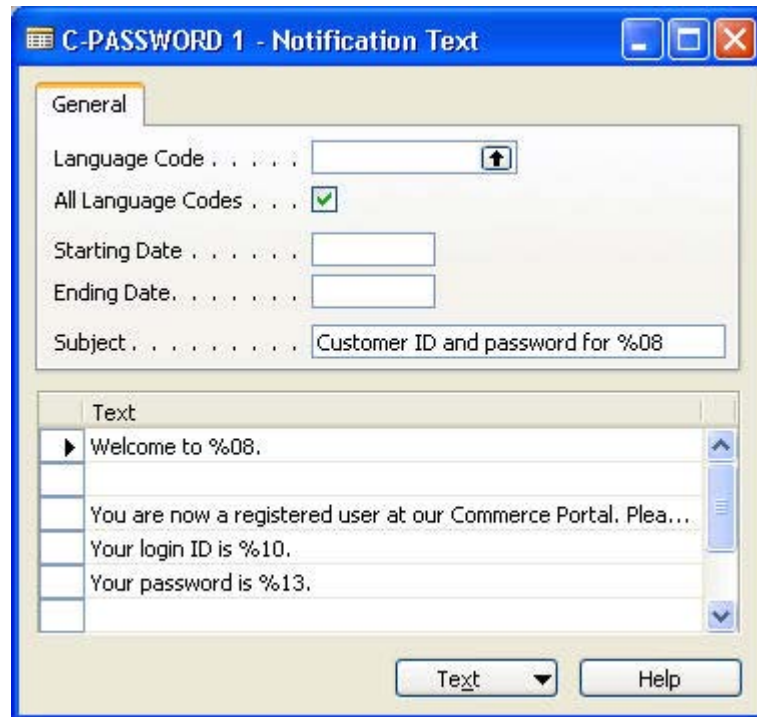 C-PASSWORD 1 - Notification Text
General
Language Code . . . . .
All Language Codes . . .
Starting Date . . . . . .
Ending Date. . . . . . .
Subject . . . . . . . . . Customer ID and password for %08
Text
Welcome to %08.
You are now a registered user at our Commerce Portal. Plea...
Your login ID is %10.
Your password is %13.
Text Help